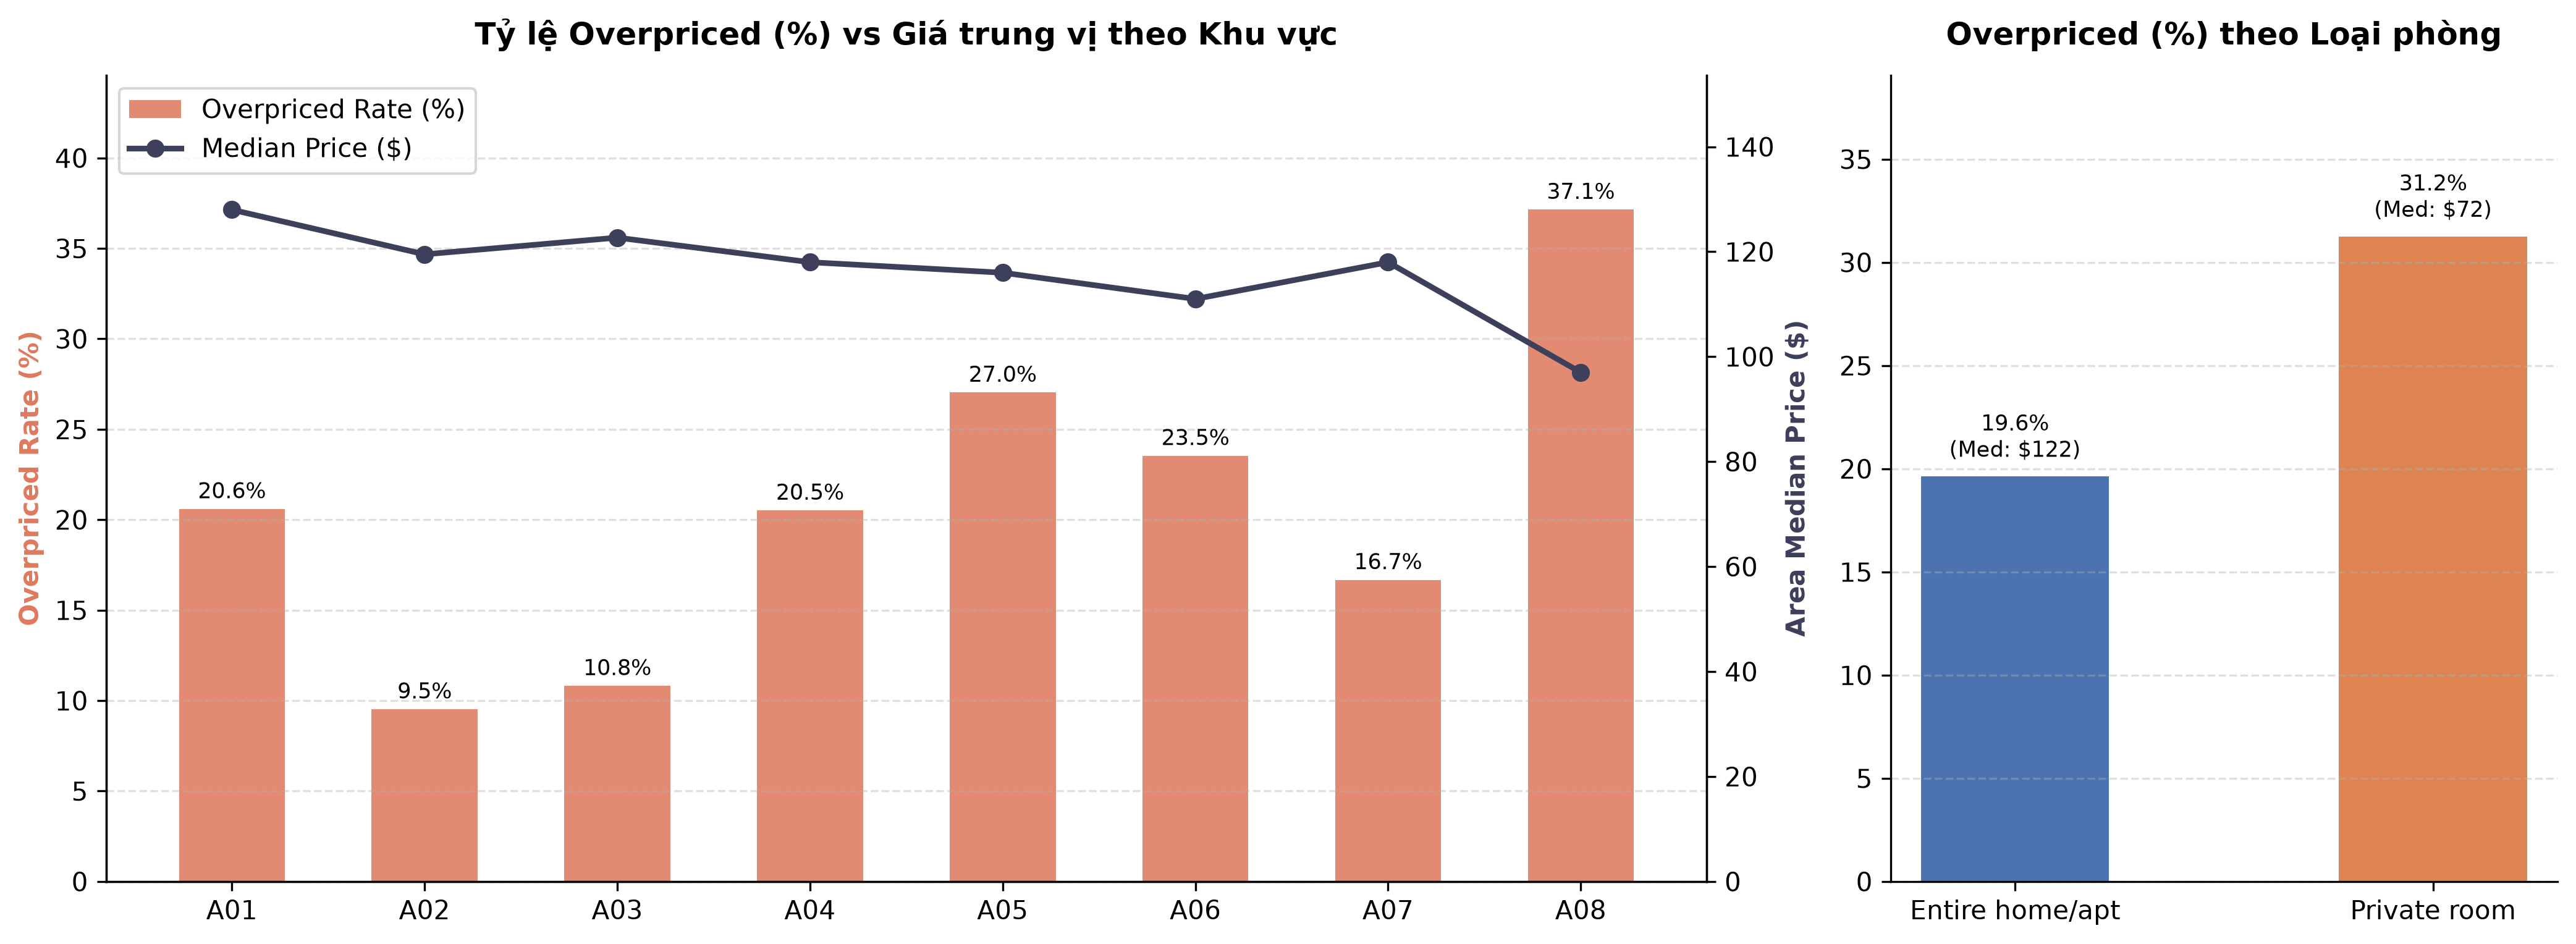 Tỷ lệ Overpriced (%) vs Giá trung vị theo Khu vực
Overpriced Rate (%)
Median Price ($)
Overpriced Rate (%)
40
35
30
25
20
15
10
5
0
20.6%
9.5%
10.8%
20.5%
27.0%
23.5%
16.7%
37.1%
A01
A02
A03
A04
A05
A06
A07
A08
140
120
100
80
60
40
20
0
Area Median Price ($)
Overpriced (%) theo Loại phòng
35
30
25
20
15
10
5
0
19.6%
(Med: $122)
31.2%
(Med: $72)
Entire home/apt
Private room